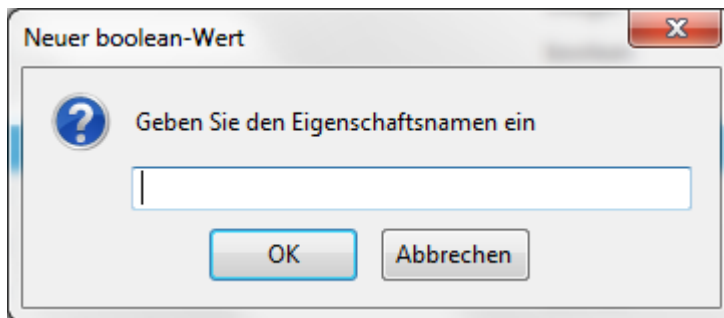 Neuer boolean-Wert
Geben Sie den Eigenschaftsnamen ein
OK
Abbrechen